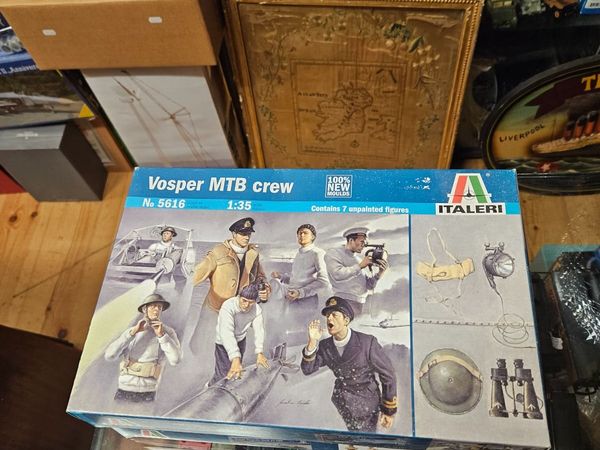 Vosper MTB crew
100%
NEW
MOULDS
No 5616
1:35
Contains 7 unpainted figures
ITALERI
LIVERPOOL